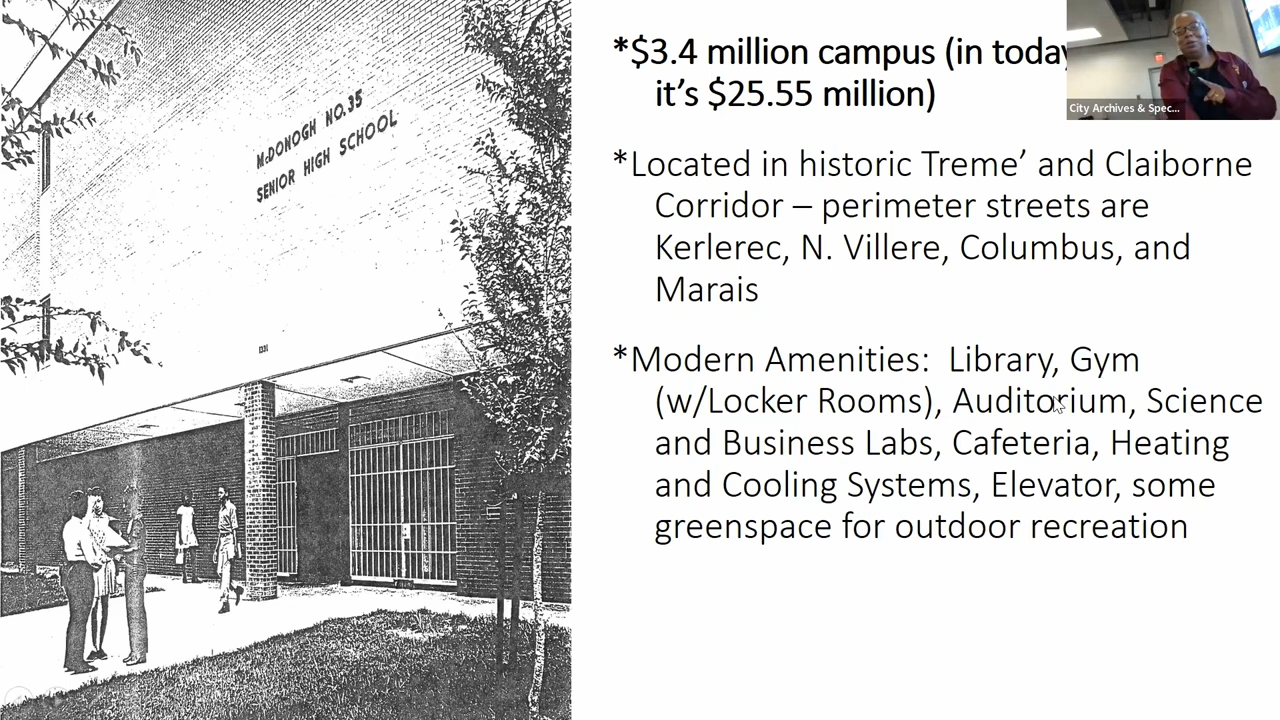 McDONOGH NO.35
SENIOR HIGH SCHOOL
1331
*$3.4 million campus (in today
it’s $25.55 million)
*Located in historic Treme’ and Claiborne
Corridor – perimeter streets are
Kerlerec, N. Villere, Columbus, and
Marais
*Modern Amenities:  Library, Gym
(w/Locker Rooms), Auditorium, Science
and Business Labs, Cafeteria, Heating
and Cooling Systems, Elevator, some
greenspace for outdoor recreation
City Archives & Spec...